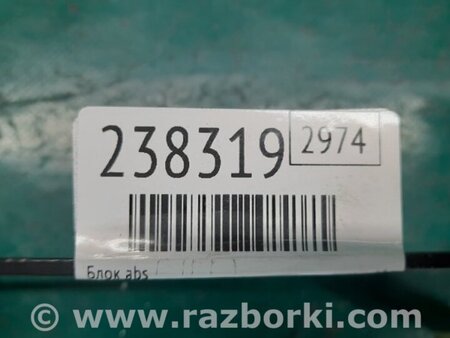 238319 2974
Блок abs
© www.razborki.com